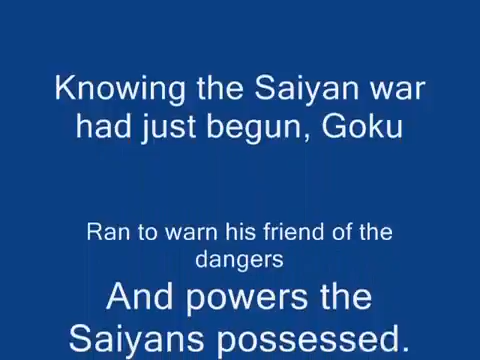 Knowing the Saiyan war
had just begun, Goku
Ran to warn his friend of the
dangers
And powers the
Saiyans possessed.